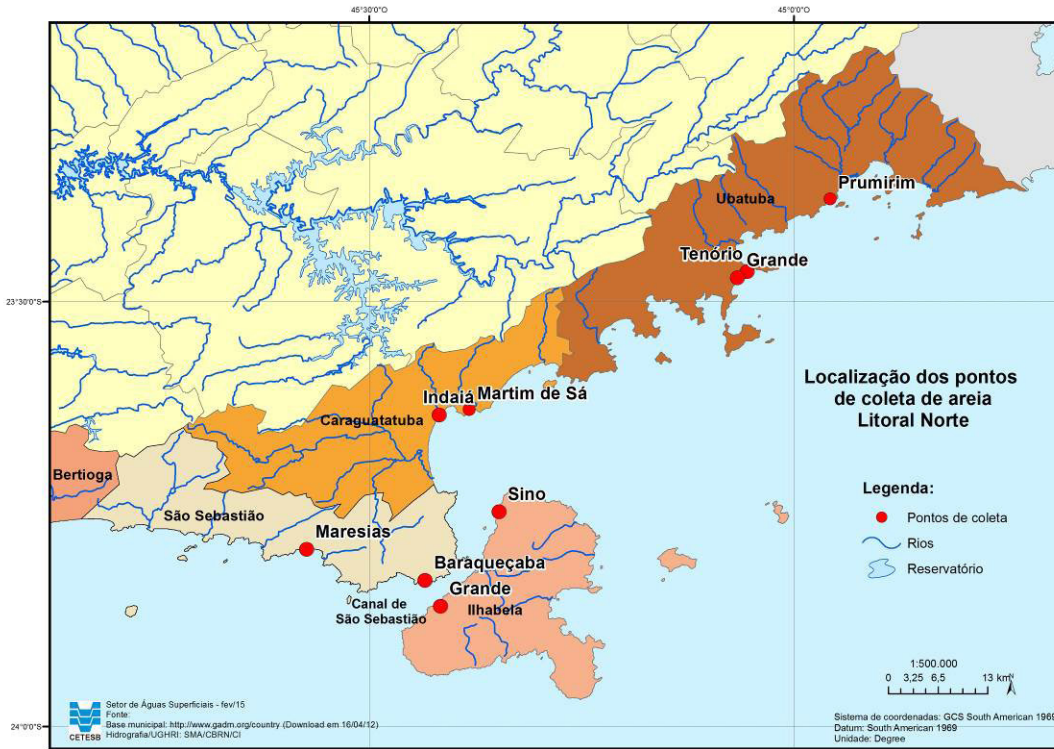 45°30'0"O
45°0'0"O
Prumirim
Ubatuba
Tenório
Grande
23°30'0"S
Localização dos pontos
de coleta de areia
Litoral Norte
Indaiá
Martim de Sá
Caraguatatuba
Bertioga
São Sebastião
Sino
Legenda:
Pontos de coleta
Rios
Reservatório
Maresias
Baraqueçaba
Grande
Ilhabela
Canal de
São Sebastião
1:500.000
0 3,25 6,5 13 km
24°0'0"S
CETESB
Setor de Águas Superficiais - fev/15
Fonte:
Base municipal: http://www.gadm.org/country (Download em 16/04/12)
Hidrografia/UGHRI: SMA/CBRN/CI
Sistema de coordenadas: GCS South American 1969
Datum: South American 1969
Unidade: Degree